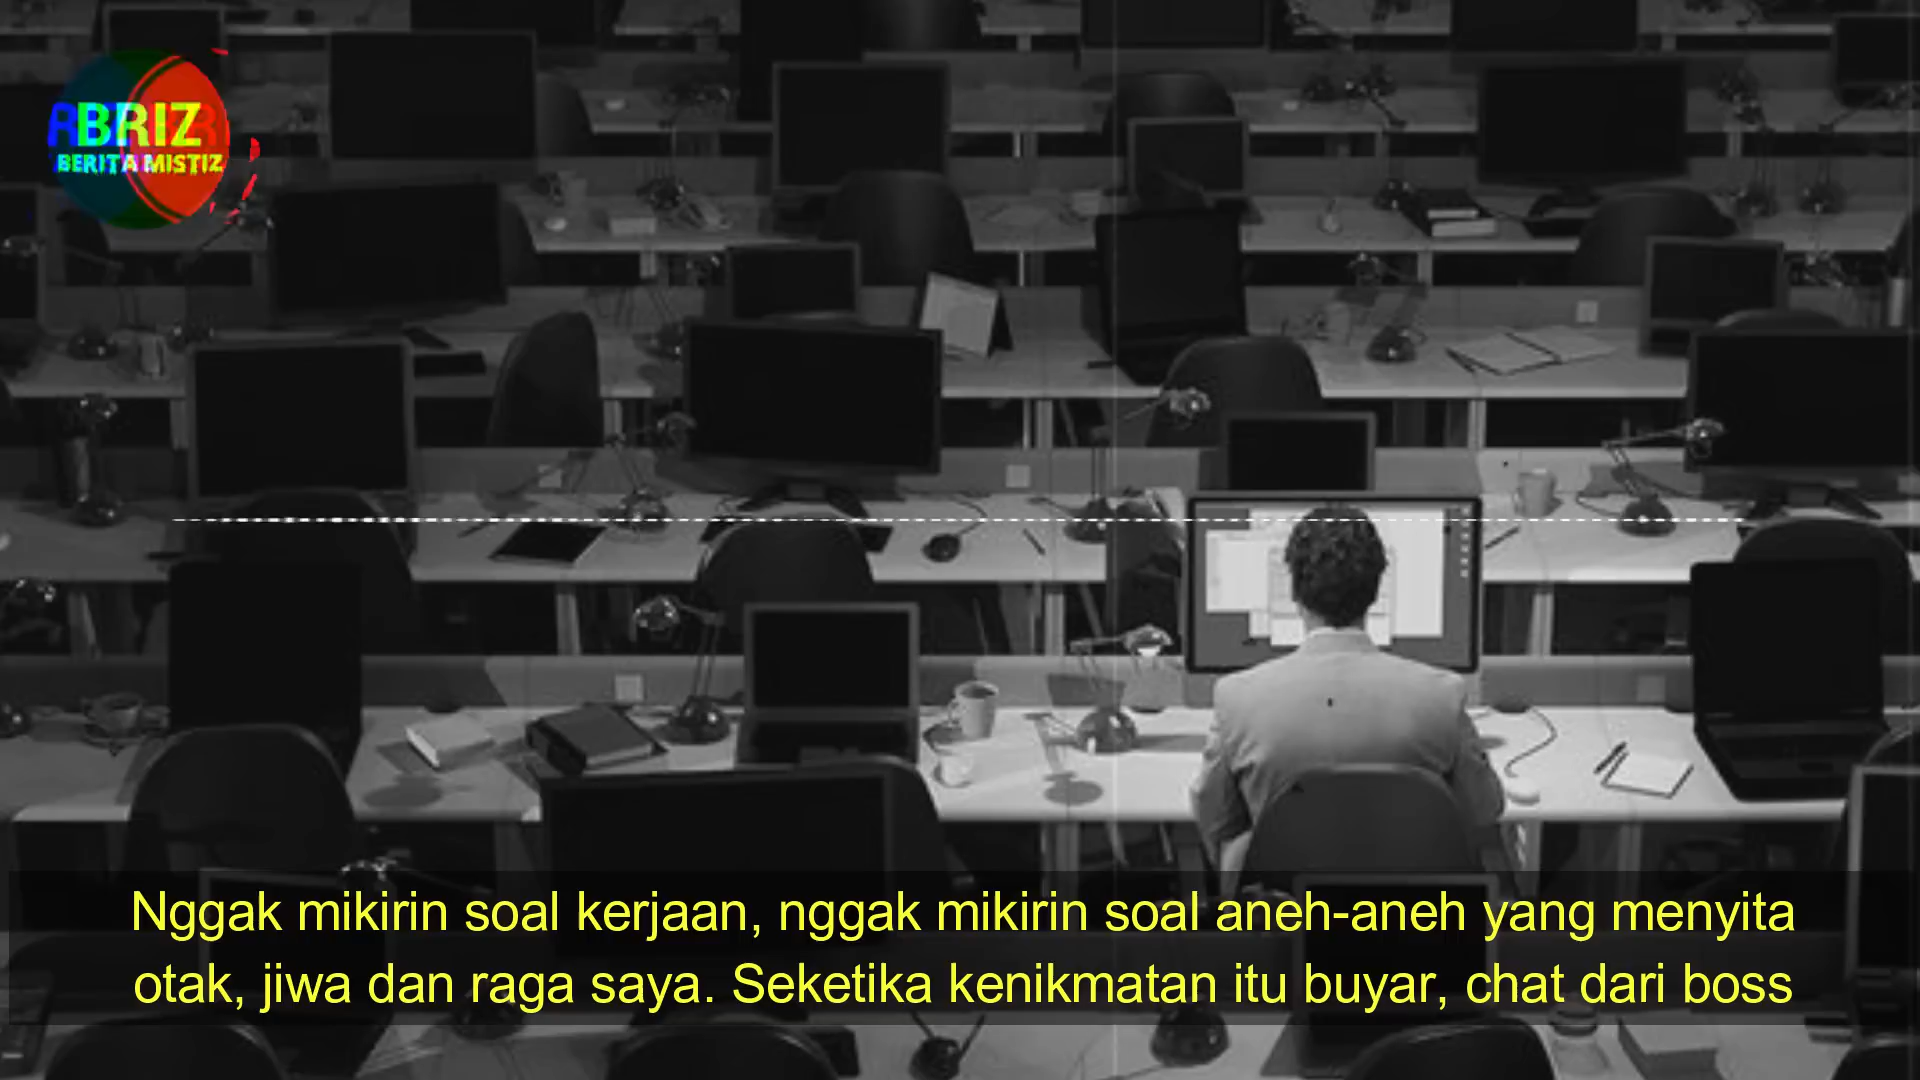 BRIZ
BERITA MISTIZ
Nggak mikirin soal kerjaan, nggak mikirin soal aneh-aneh yang menyita
otak, jiwa dan raga saya. Seketika kenikmatan itu buyar, chat dari boss